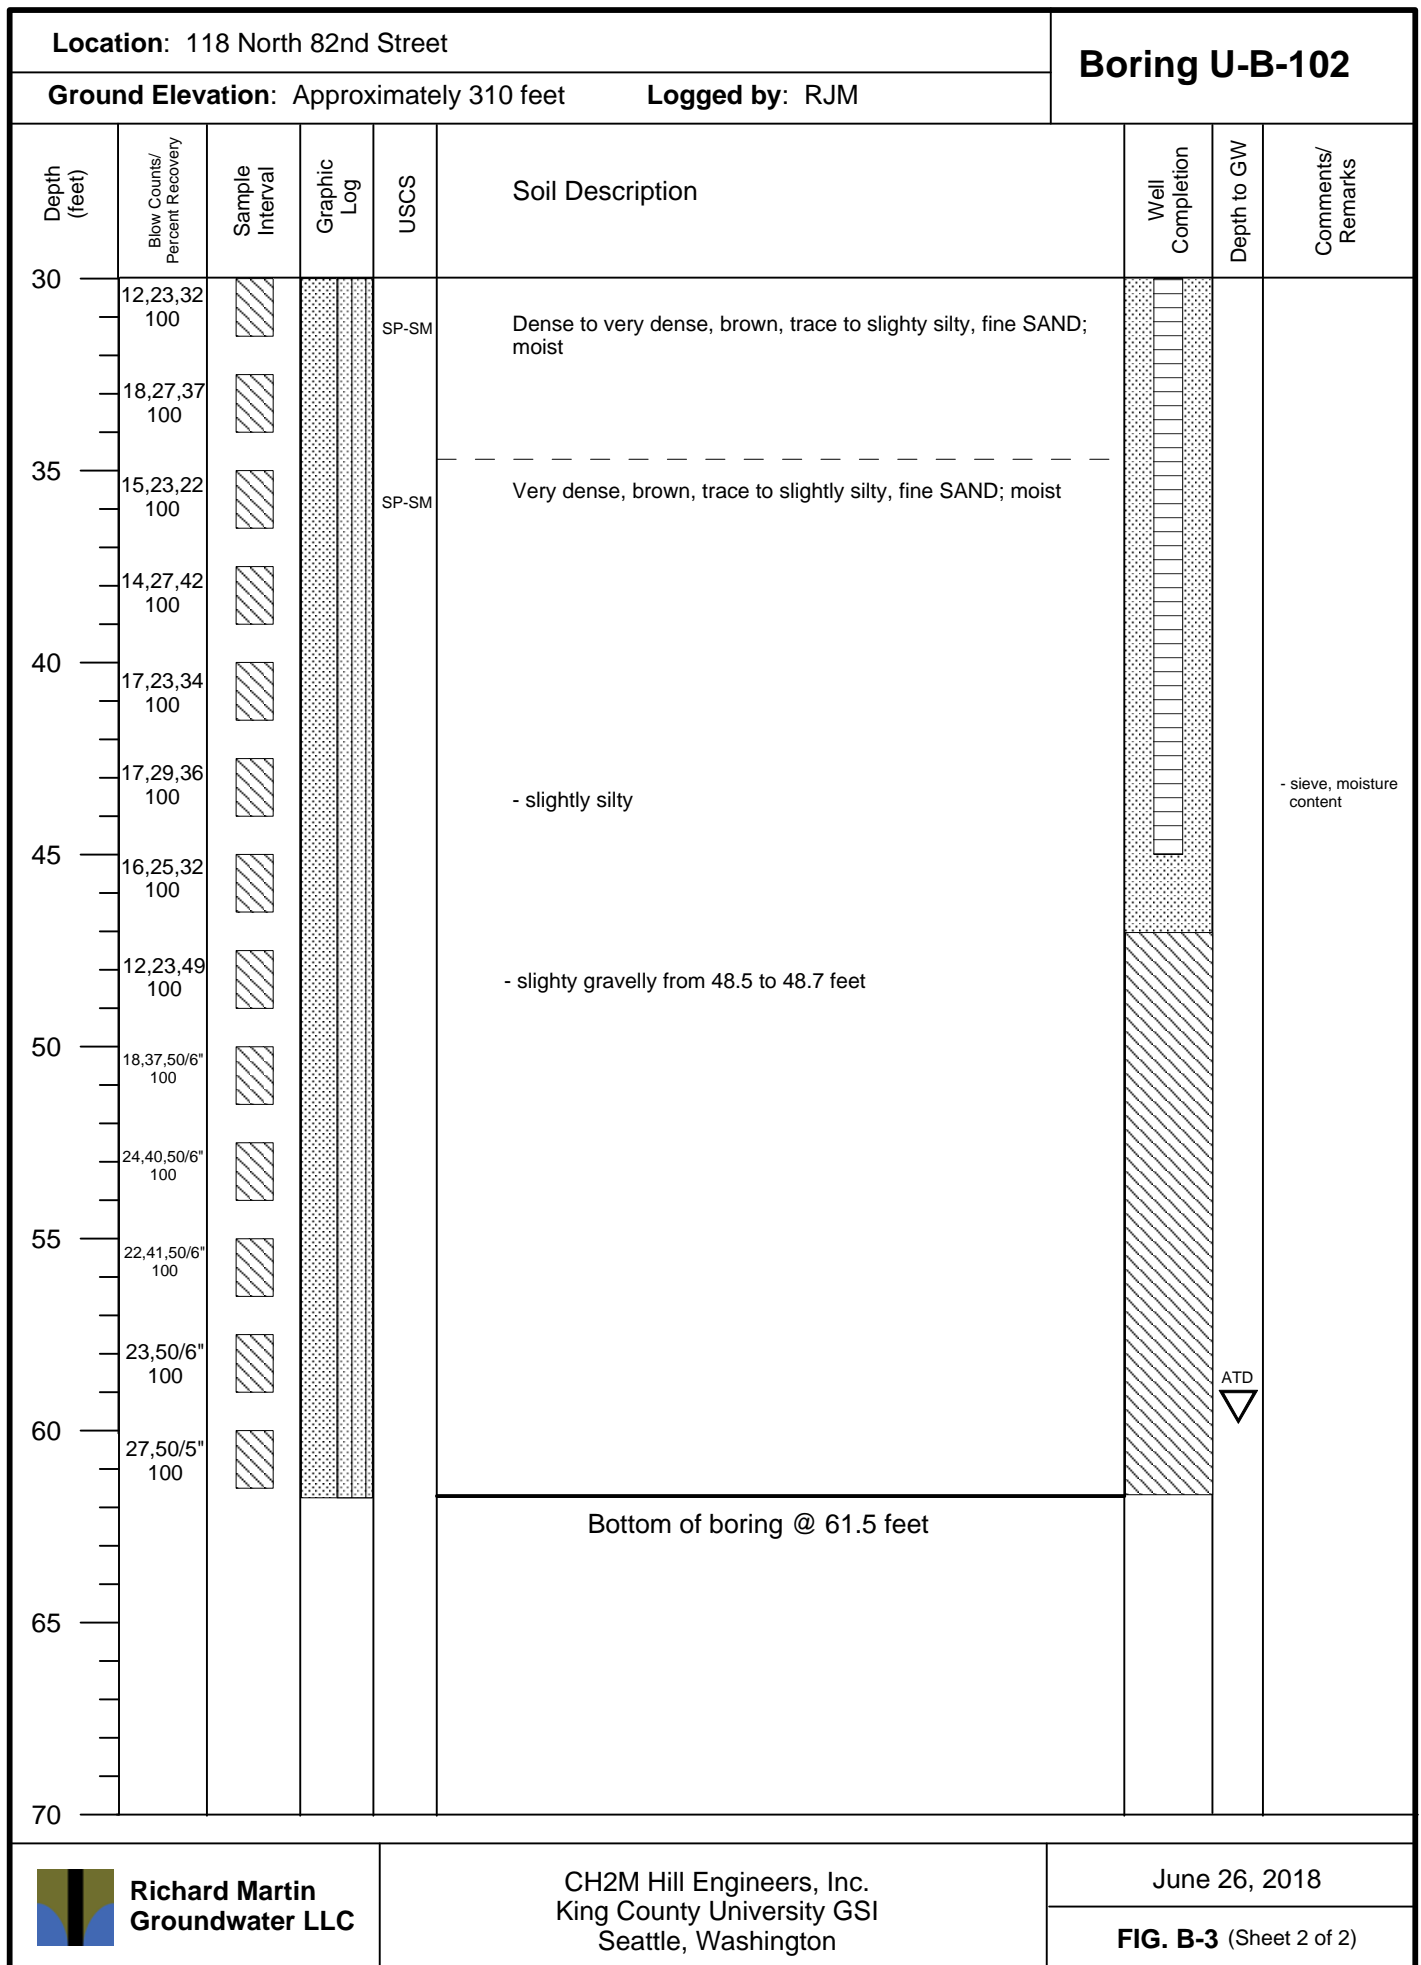 Location: 118 North 82nd Street
Boring U-B-102
Ground Elevation: Approximately 310 feet Logged by: RJM
Depth
(feet)
Blow Counts/
Percent Recovery
Sample
Interval
Graphic
Log
USCS
Soil Description
Well
Completion
Depth to GW
Comments/
Remarks
30
12,23,32
100
SP-SM
Dense to very dense, brown, trace to slighty silty, fine SAND;
moist
18,27,37
100
35
15,23,22
100
SP-SM
Very dense, brown, trace to slightly silty, fine SAND; moist
14,27,42
100
40
17,23,34
100
17,29,36
100
- slightly silty
- sieve, moisture
content
45
16,25,32
100
12,23,49
100
- slighty gravelly from 48.5 to 48.7 feet
50
18,37,50/6"
100
24,40,50/6"
100
55
22,41,50/6"
100
23,50/6"
100
ATD
60
27,50/5"
100
Bottom of boring @ 61.5 feet
65
70
Richard Martin
Groundwater LLC
CH2M Hill Engineers, Inc.
King County University GSI
Seattle, Washington
June 26, 2018
FIG. B-3 (Sheet 2 of 2)